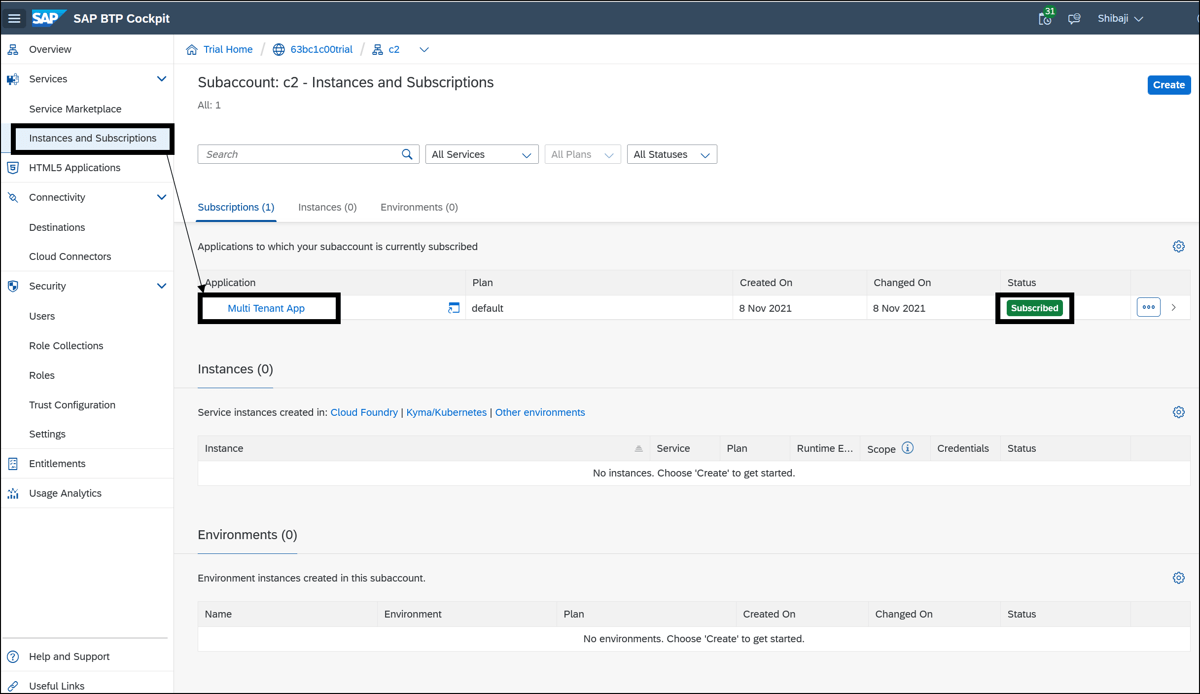 SAP SAP BTP Cockpit 31 Shibaji
Overview
Services
Service Marketplace
Instances and Subscriptions
HTML5 Applications
Connectivity
Destinations
Cloud Connectors
Security
Users
Role Collections
Roles
Trust Configuration
Settings
Entitlements
Usage Analytics
Help and Support
Useful Links
Trial Home / 63bc1c00trial / c2
Subaccount: c2 - Instances and Subscriptions
Create
All: 1
Search All Services All Plans All Statuses
Subscriptions (1) Instances (0) Environments (0)
Applications to which your subaccount is currently subscribed
Application Plan Created On Changed On Status
Multi Tenant App default 8 Nov 2021 8 Nov 2021 Subscribed
Instances (0)
Service instances created in: Cloud Foundry | Kyma/Kubernetes | Other environments
Instance Service Plan Runtime E... Scope Credentials Status
No instances. Choose 'Create' to get started.
Environments (0)
Environment instances created in this subaccount.
Name Environment Plan Created On Changed On Status
No environments. Choose 'Create' to get started.